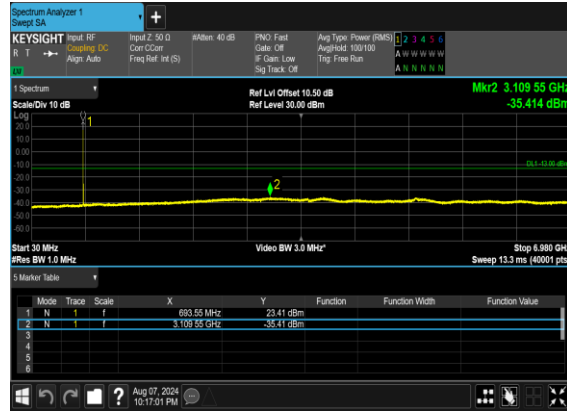 Spectrum Analyzer 1
Swept SA
+
KEYSIGHT
R T
Input: RF
Coupling: DC
Align: Auto
Input Z: 50 Ω
Corr CCorr
Freq Ref: Int (S)
#Atten: 40 dB
PNO: Fast
Gate: Off
IF Gain: Low
Sig Track: Off
Avg Type: Power (RMS)
Avg|Hold: 100/100
Trig: Free Run
1 2 3 4 5 6
A W W W W W
A N N N N N
1 Spectrum
Scale/Div 10 dB
Ref Lvl Offset 10.50 dB
Ref Level 30.00 dBm
Mkr2 3.109 55 GHz
-35.414 dBm
Log
20.0
10.0
0.00
-10.0
-20.0
-30.0
-40.0
-50.0
-60.0
1
2
DL1 -13.00 dBm
Start 30 MHz
#Res BW 1.0 MHz
Video BW 3.0 MHz*
Stop 6.980 GHz
Sweep 13.3 ms (40001 pts)
5 Marker Table
Mode Trace Scale X Y Function Function Width Function Value
1 N 1 f 693.55 MHz 23.41 dBm
2 N 1 f 3.109 55 GHz -35.41 dBm
3
4
5
6
?
Aug 07, 2024
10:17:01 PM